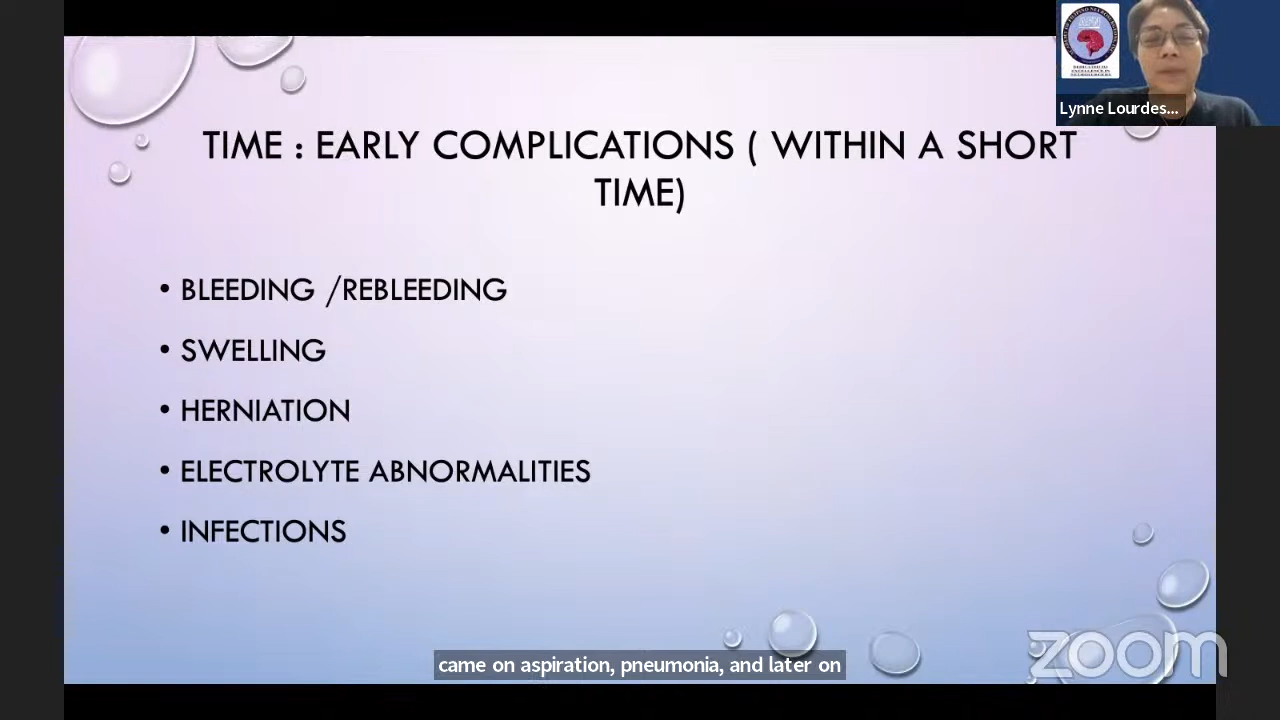 Lynne Lourdes...
TIME : EARLY COMPLICATIONS ( WITHIN A SHORT
TIME)
• BLEEDING /REBLEEDING
• SWELLING
• HERNIATION
• ELECTROLYTE ABNORMALITIES
• INFECTIONS
came on aspiration, pneumonia, and later on
zoom